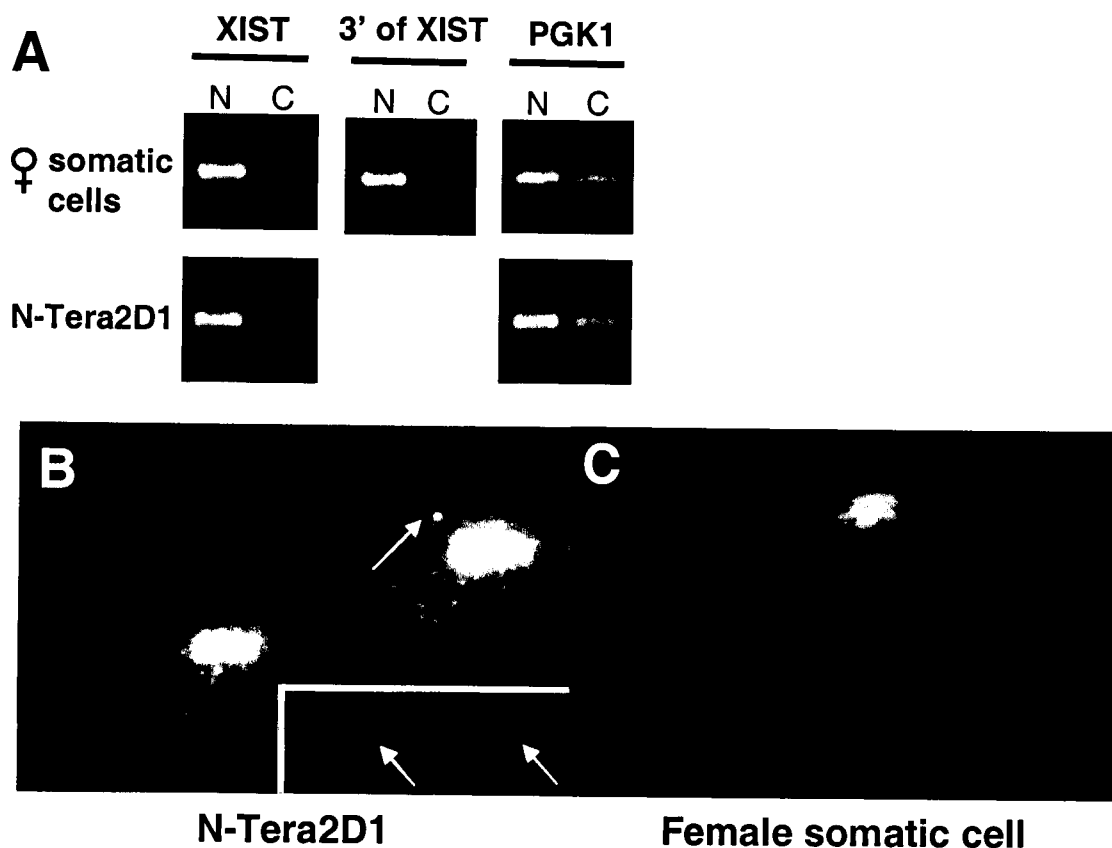 A
XIST 3' of XIST PGK1
N C N C N C
♀ somatic
cells
N-Tera2D1
B C
N-Tera2D1 Female somatic cell